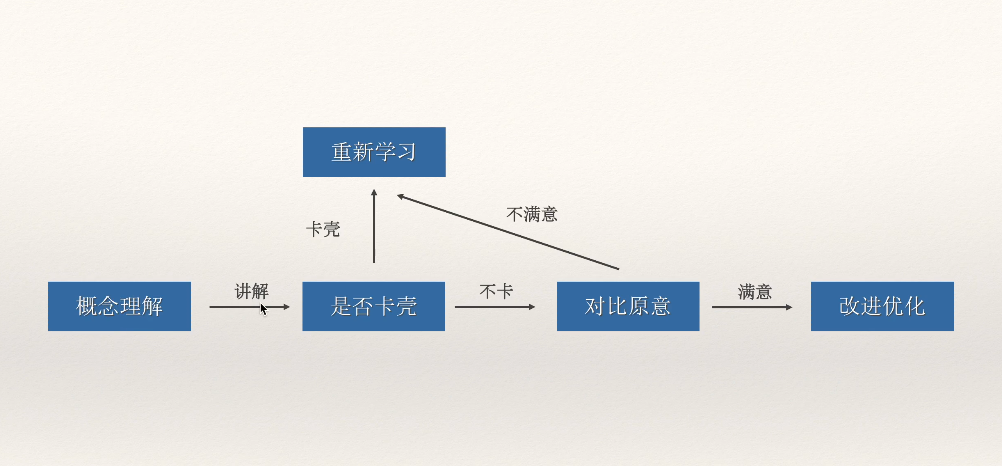 重新学习
卡壳
不满意
概念理解
讲解
是否卡壳
不卡
对比原意
满意
改进优化